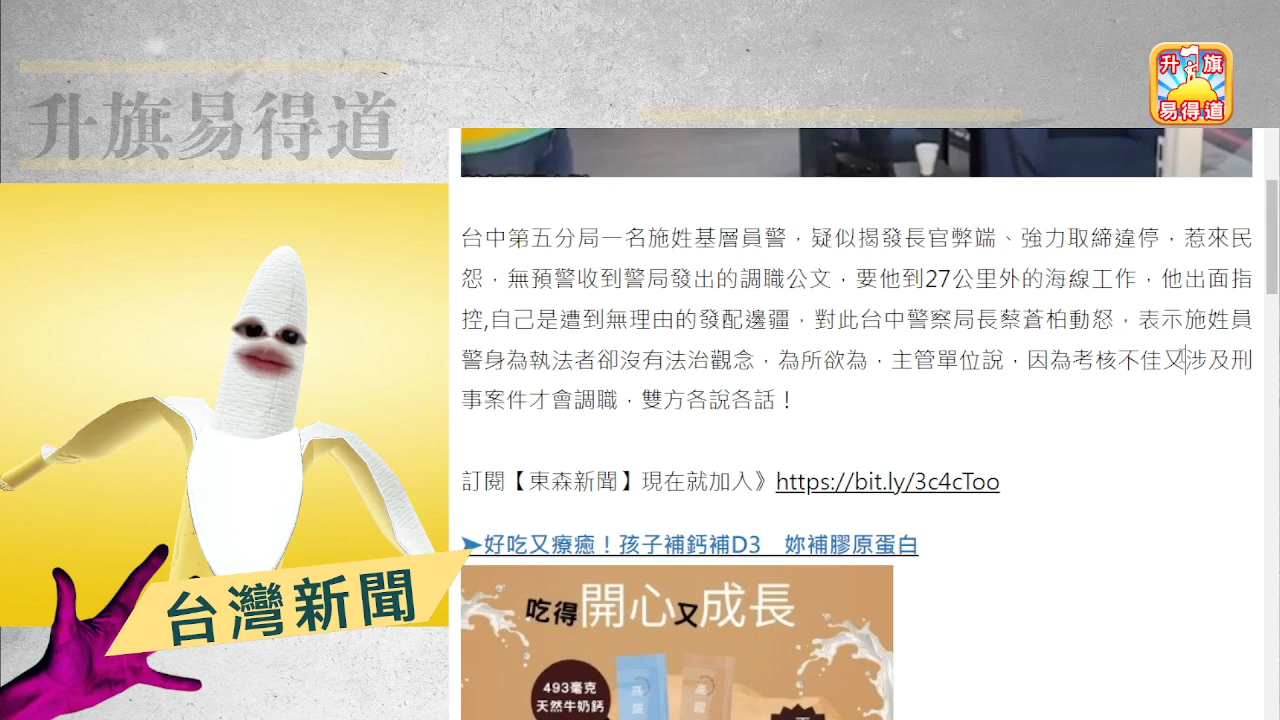 升旗
易得道
升旗易得道
台中第五分局一名施姓基層員警，疑似揭發長官弊端、強力取締違停，惹來民
怨，無預警收到警局發出的調職公文，要他到27公里外的海線工作，他出面指
控,自己是遭到無理由的發配邊疆，對此台中警察局長蔡蒼柏動怒，表示施姓員
警身為執法者卻沒有法治觀念，為所欲為，主管單位說，因為考核不佳又涉及刑
事案件才會調職，雙方各說各話！
訂閱【東森新聞】現在就加入》https://bit.ly/3c4cToo
➤好吃又療癒！孩子補鈣補D3　妳補膠原蛋白
台灣新聞
吃得開心又成長
493毫克
天然牛奶鈣